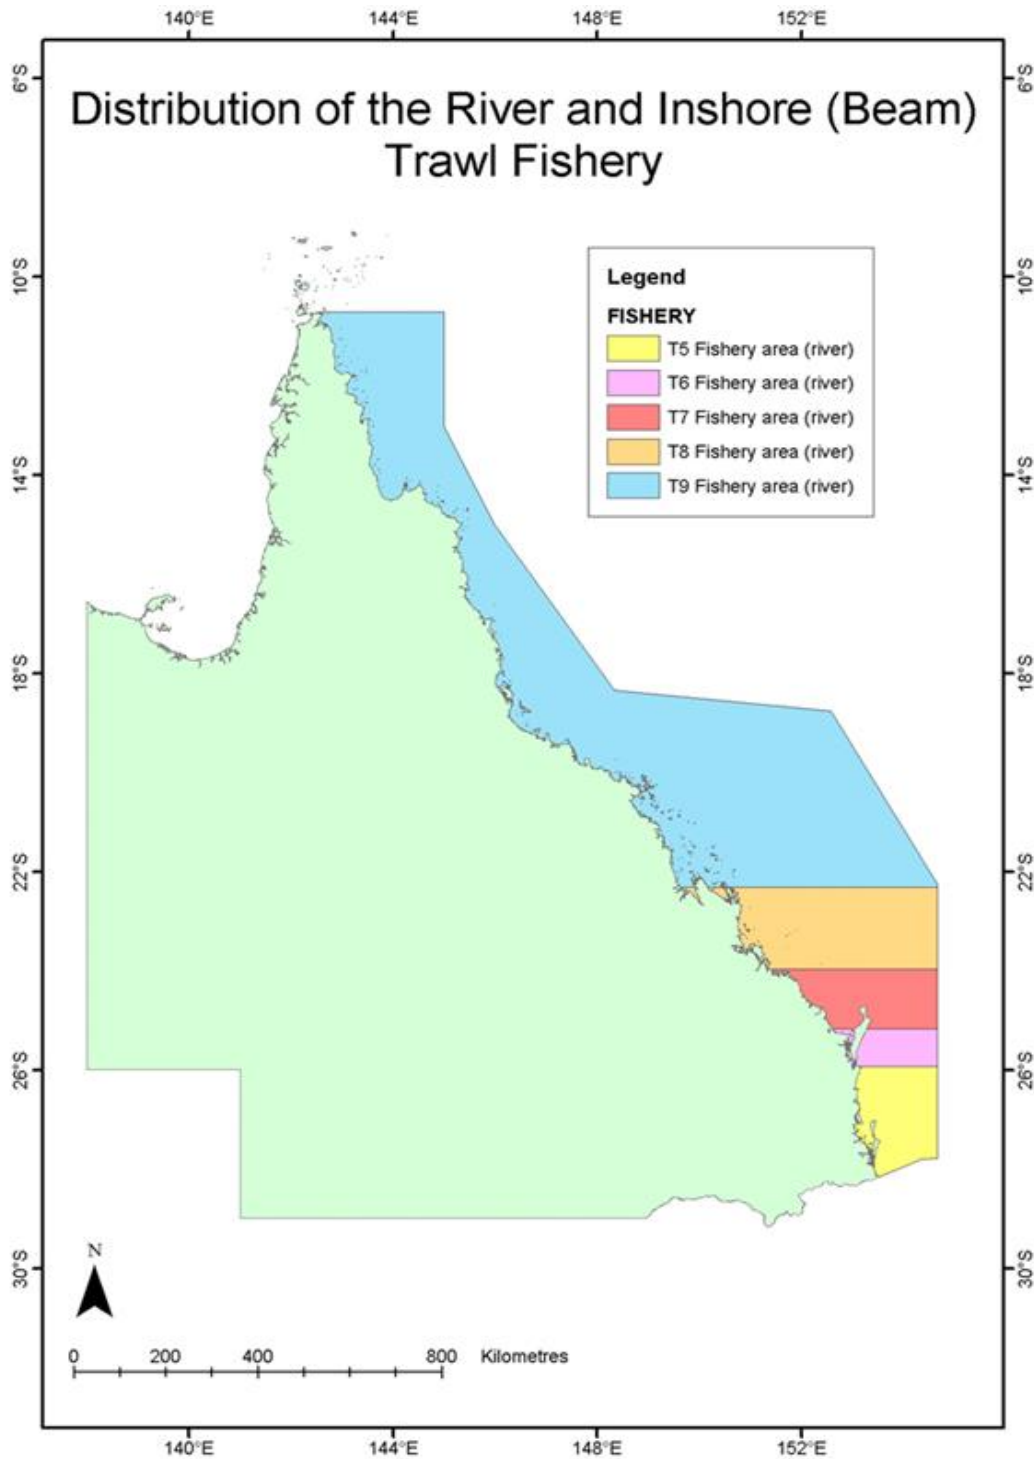 140°E 144°E 148°E 152°E
Distribution of the River and Inshore (Beam)
Trawl Fishery
6°S 6°S
10°S 10°S
Legend
FISHERY
T5 Fishery area (river)
T6 Fishery area (river)
T7 Fishery area (river)
T8 Fishery area (river)
T9 Fishery area (river)
14°S 14°S
18°S 18°S
22°S 22°S
26°S 26°S
30°S 30°S
N
0 200 400 800 Kilometres
140°E 144°E 148°E 152°E